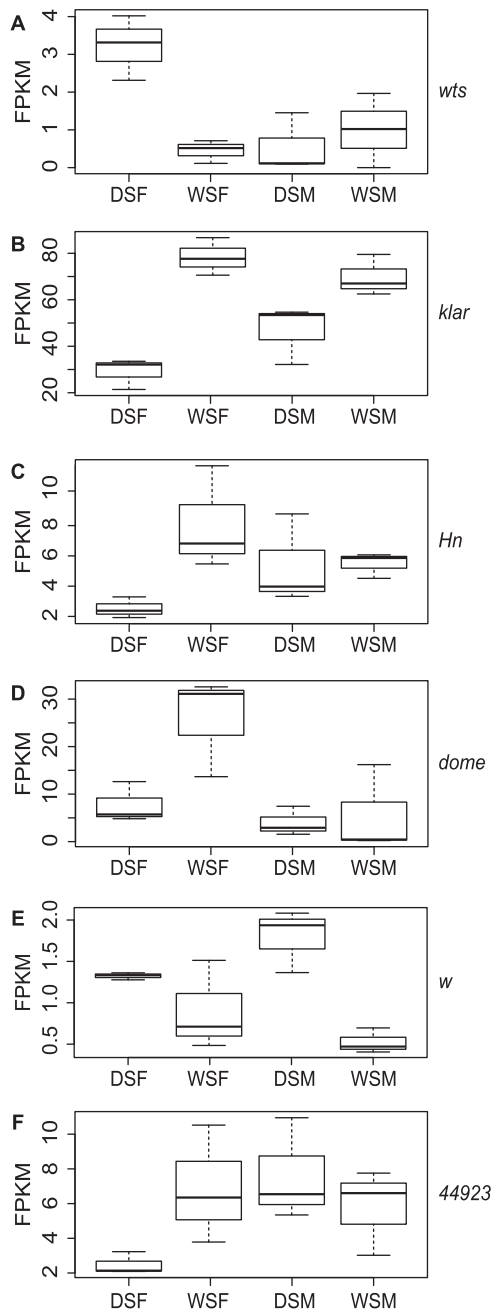 A
FPKM
4
3
2
1
0
DSF WSF DSM WSM
wts
B
FPKM
80
60
40
20
DSF WSF DSM WSM
klar
C
FPKM
10
8
6
4
2
DSF WSF DSM WSM
Hn
D
FPKM
30
20
10
0
DSF WSF DSM WSM
dome
E
FPKM
2.0
1.5
1.0
0.5
DSF WSF DSM WSM
w
F
FPKM
10
8
6
4
2
DSF WSF DSM WSM
44923